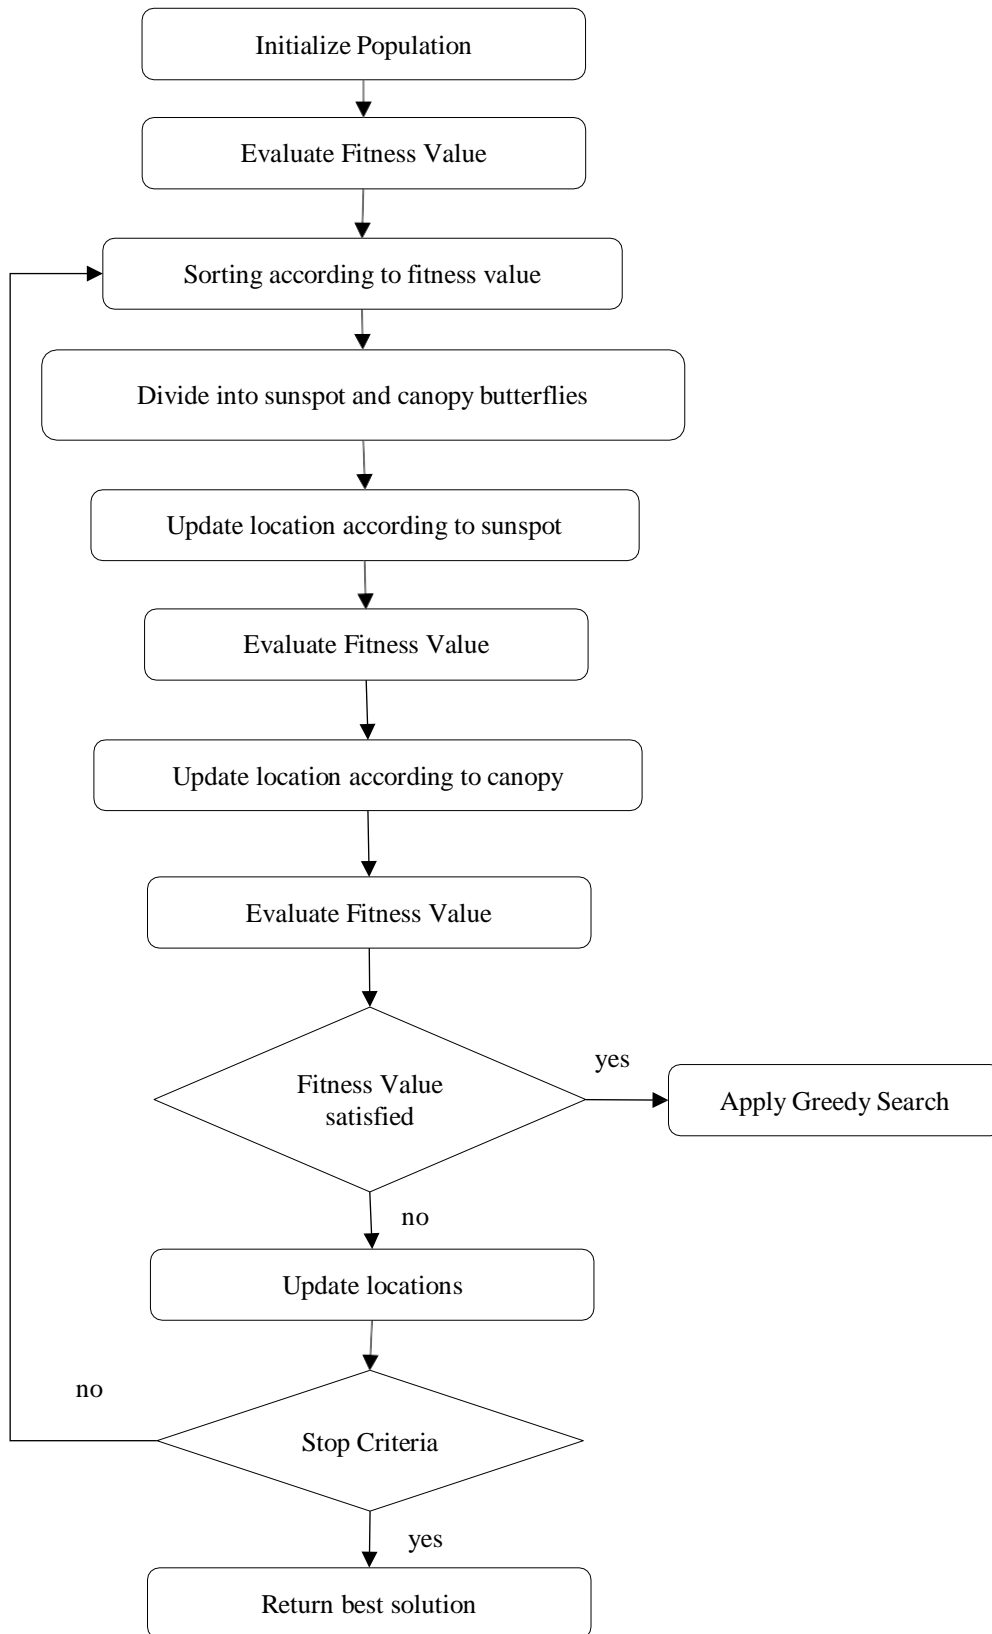 Initialize Population
Evaluate Fitness Value
Sorting according to fitness value
Divide into sunspot and canopy butterflies
Update location according to sunspot
Evaluate Fitness Value
Update location according to canopy
Evaluate Fitness Value
Fitness Value
satisfied
yes
Apply Greedy Search
no
Update locations
no
Stop Criteria
yes
Return best solution